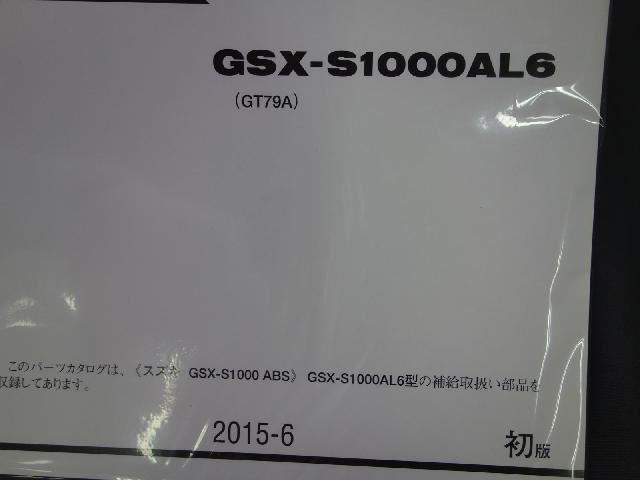 GSX-S1000AL6
(GT79A)
このパーツカタログは、《スズキ GSX-S1000 ABS》 GSX-S1000AL6型の補給取扱い部品を
収録してあります。
2015-6
初版